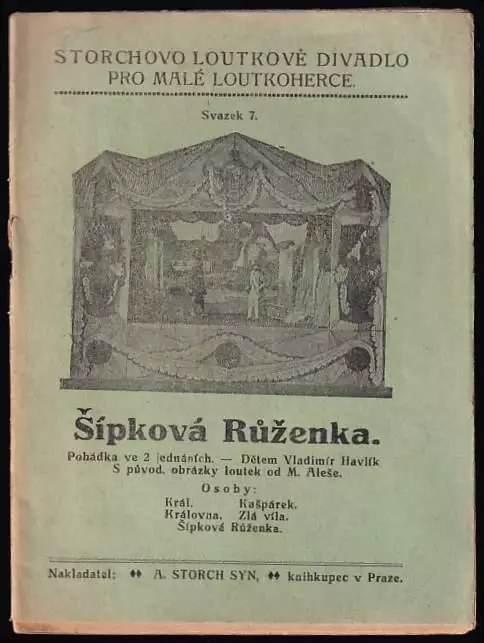 STORCHOVO LOUTKOVÉ DIVADLO
PRO MALÉ LOUTKOHERCE.
Svazek 7.
Šípková Růženka.
Pohádka ve 2 jednáních. — Dětem Vladimír Havlík
S původ. obrázky loutek od M. Aleše.
Osoby:
Král. Kašpárek.
Královna. Zlá víla.
Šípková Růženka.
Nakladatel: ♦♦ A. STORCH SYN, ♦♦ knihkupec v Praze.